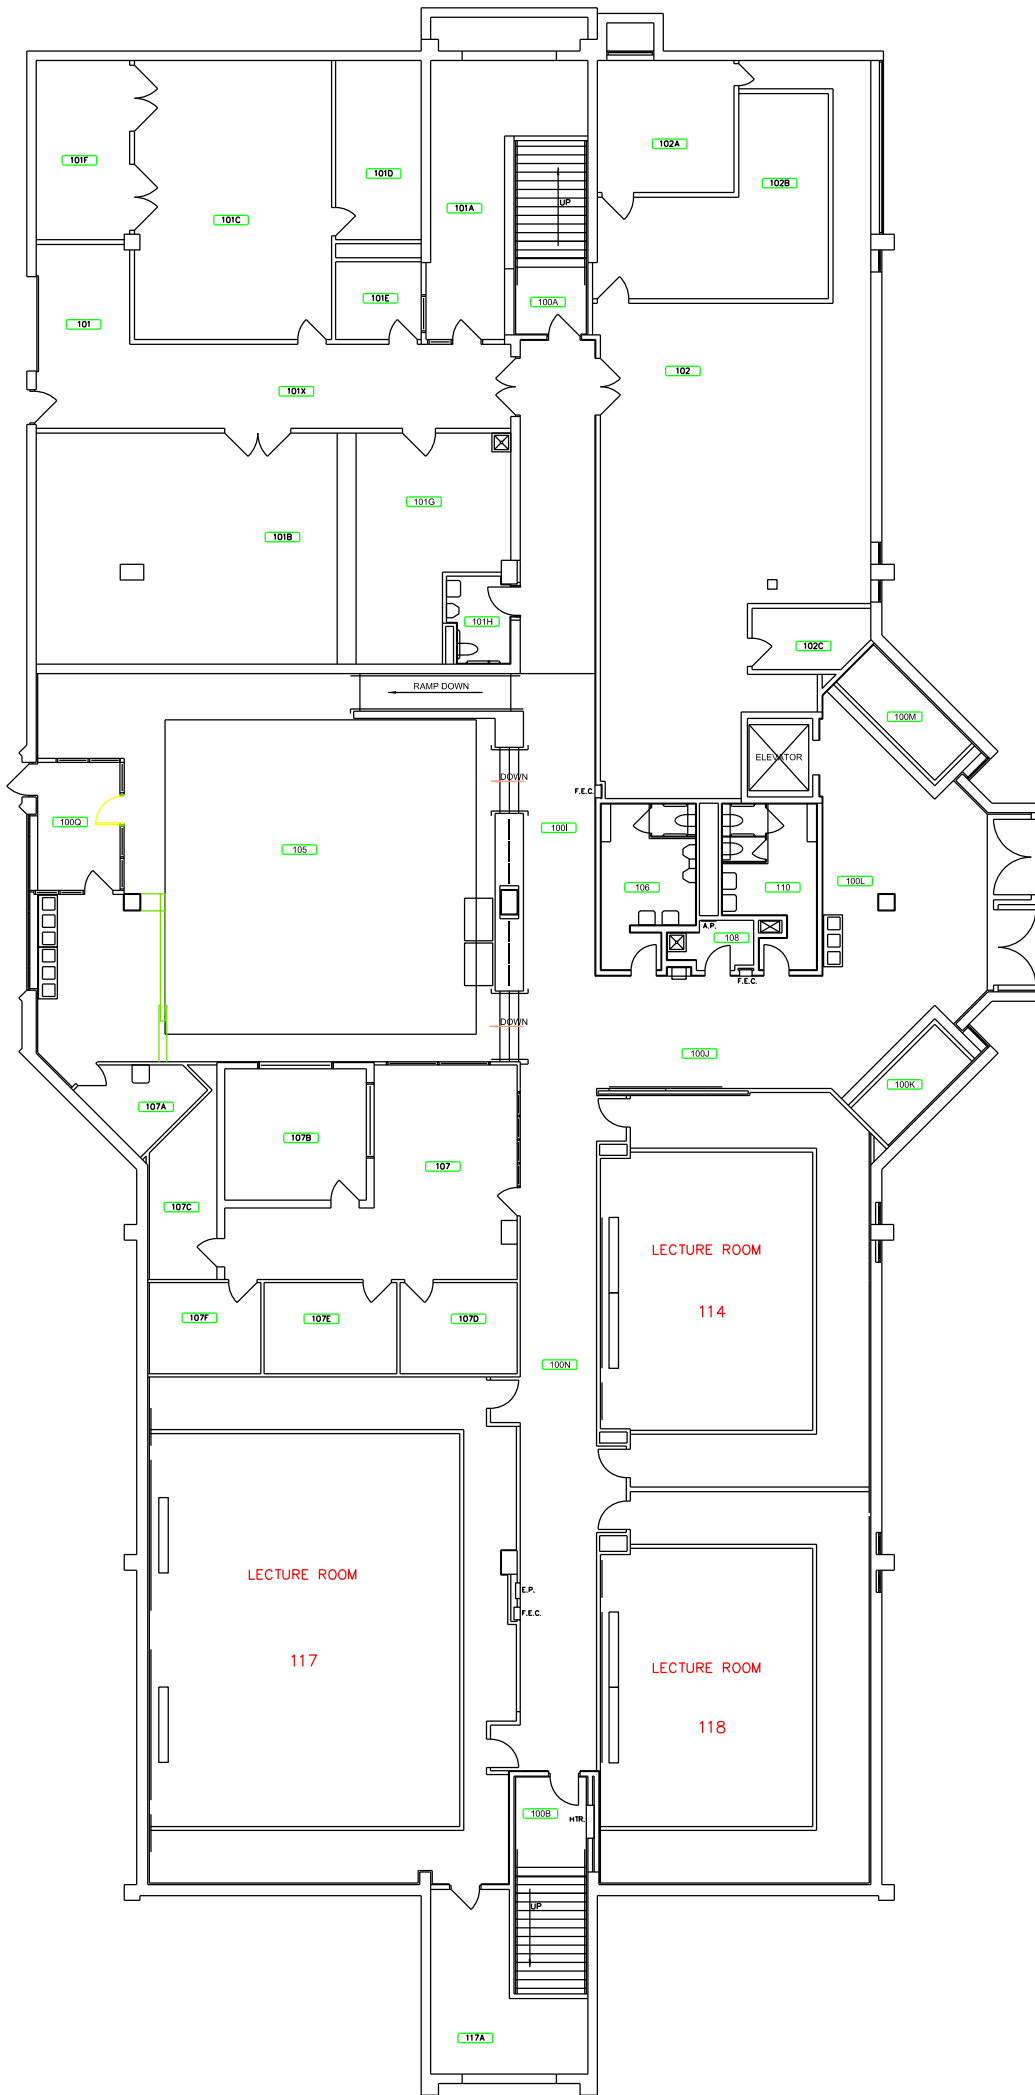 102A
101F
101D
102B
UP
101A
101C
101E
100A
101
102
101X
101G
101B
101H
102C
RAMP DOWN
100M
ELEVATOR
DOWN
F.E.C.
100Q
100I
105
106
110
100L
A.P.
108
F.E.C.
DOWN
100J
100K
107A
107B
107
107C
LECTURE ROOM
114
107F
107E
107D
100N
LECTURE ROOM
E.P.
F.E.C.
117
LECTURE ROOM
118
100B
HTR.
UP
117A